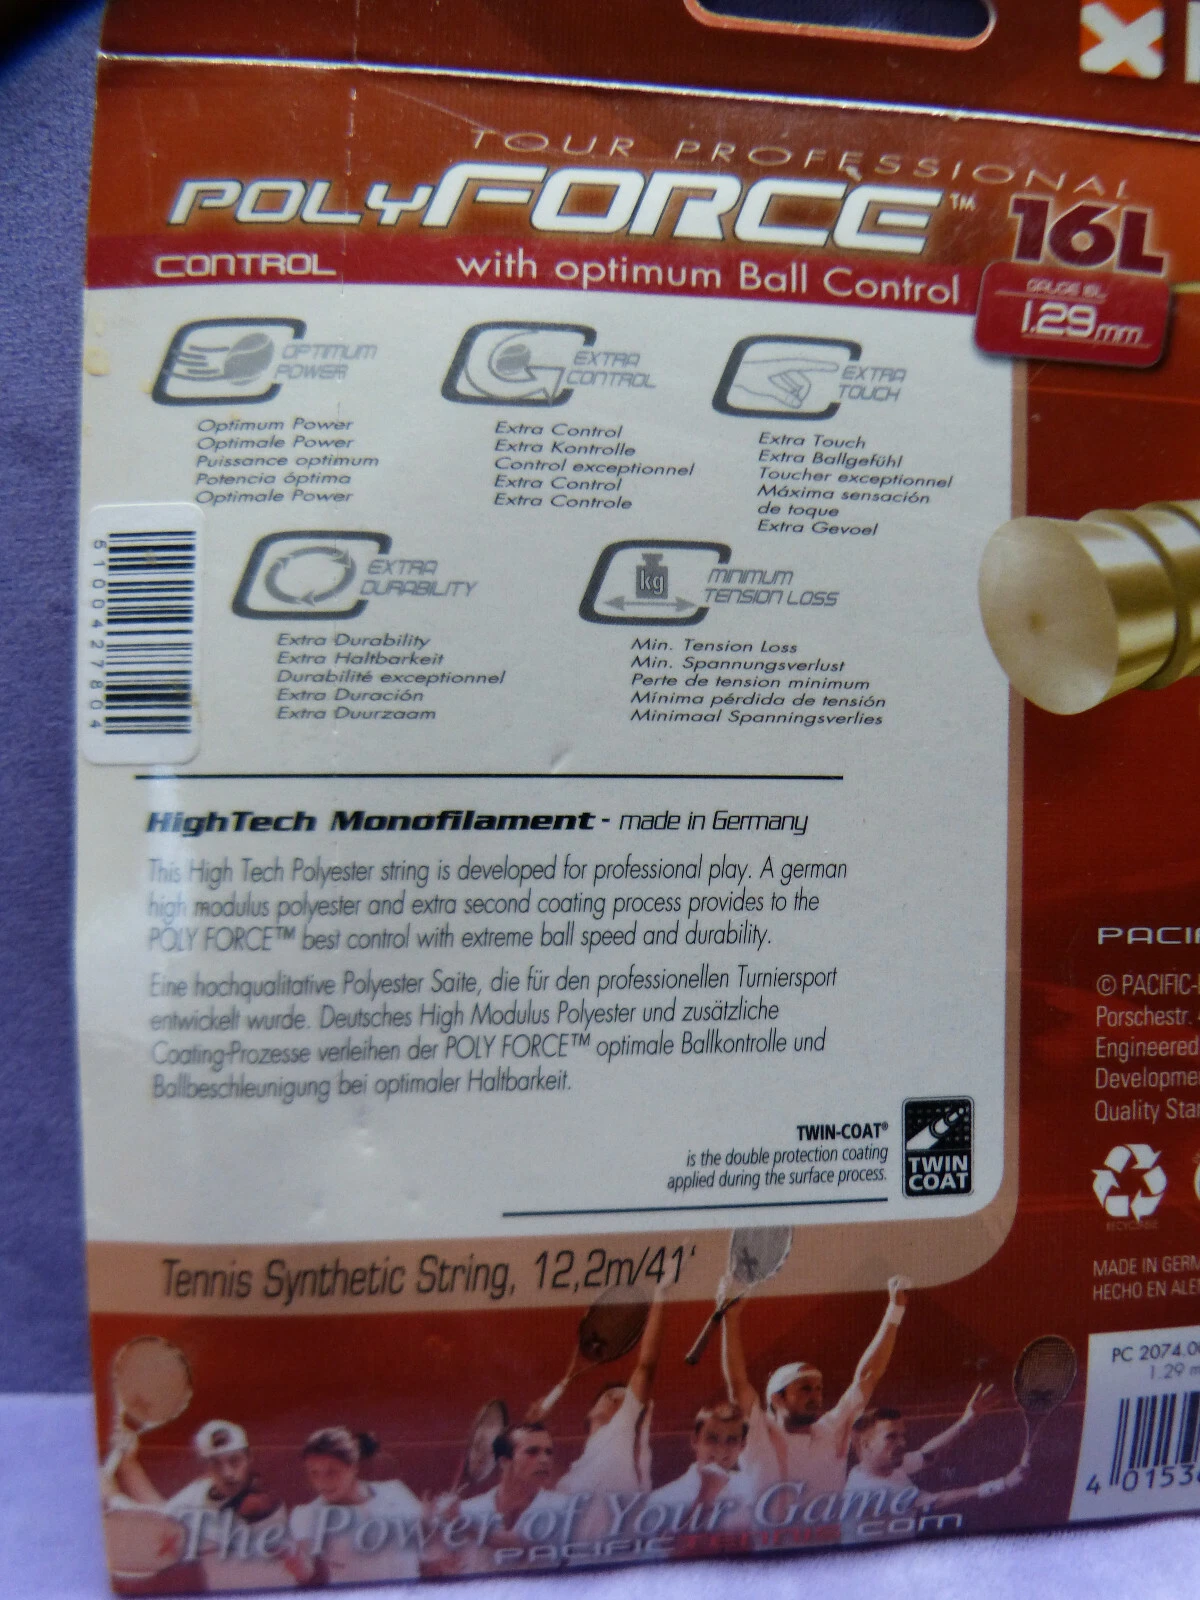 TOUR PROFESSIONAL
POLYFORCE™
16L
CONTROL
with optimum Ball Control
GAUGE 16L
1.29mm
OPTIMUM
POWER
Optimum Power
Optimale Power
Puissance optimum
Potencia óptima
Optimale Power
EXTRA
CONTROL
Extra Control
Extra Kontrolle
Control exceptionnel
Extra Control
Extra Controle
EXTRA
TOUCH
Extra Touch
Extra Ballgefühl
Toucher exceptionnel
Máxima sensación
de toque
Extra Gevoel
6100427804
EXTRA
DURABILITY
Extra Durability
Extra Haltbarkeit
Durabilité exceptionnel
Extra Duración
Extra Duurzaam
kg
MINIMUM
TENSION LOSS
Min. Tension Loss
Min. Spannungsverlust
Perte de tension minimum
Mínima pérdida de tensión
Minimaal Spanningsverlies
HighTech Monofilament - made in Germany
This High Tech Polyester string is developed for professional play. A german
high modulus polyester and extra second coating process provides to the
POLY FORCE™ best control with extreme ball speed and durability.
Eine hochqualitative Polyester Saite, die für den professionellen Turniersport
entwickelt wurde. Deutsches High Modulus Polyester und zusätzliche
Coating-Prozesse verleihen der POLY FORCE™ optimale Ballkontrolle und
Ballbeschleunigung bei optimaler Haltbarkeit.
TWIN-COAT®
is the double protection coating
applied during the surface process.
TWIN
COAT
Tennis Synthetic String, 12,2m/41'
The Power of Your Game.™
PACIFICTENNIS.COM
PACIF
© PACIFIC-
Porschestr.
Engineered
Developme
Quality Sta
RECYCLABLE
MADE IN GERM
HECHO EN ALE
PC 2074.0
1.29 m
4 0153